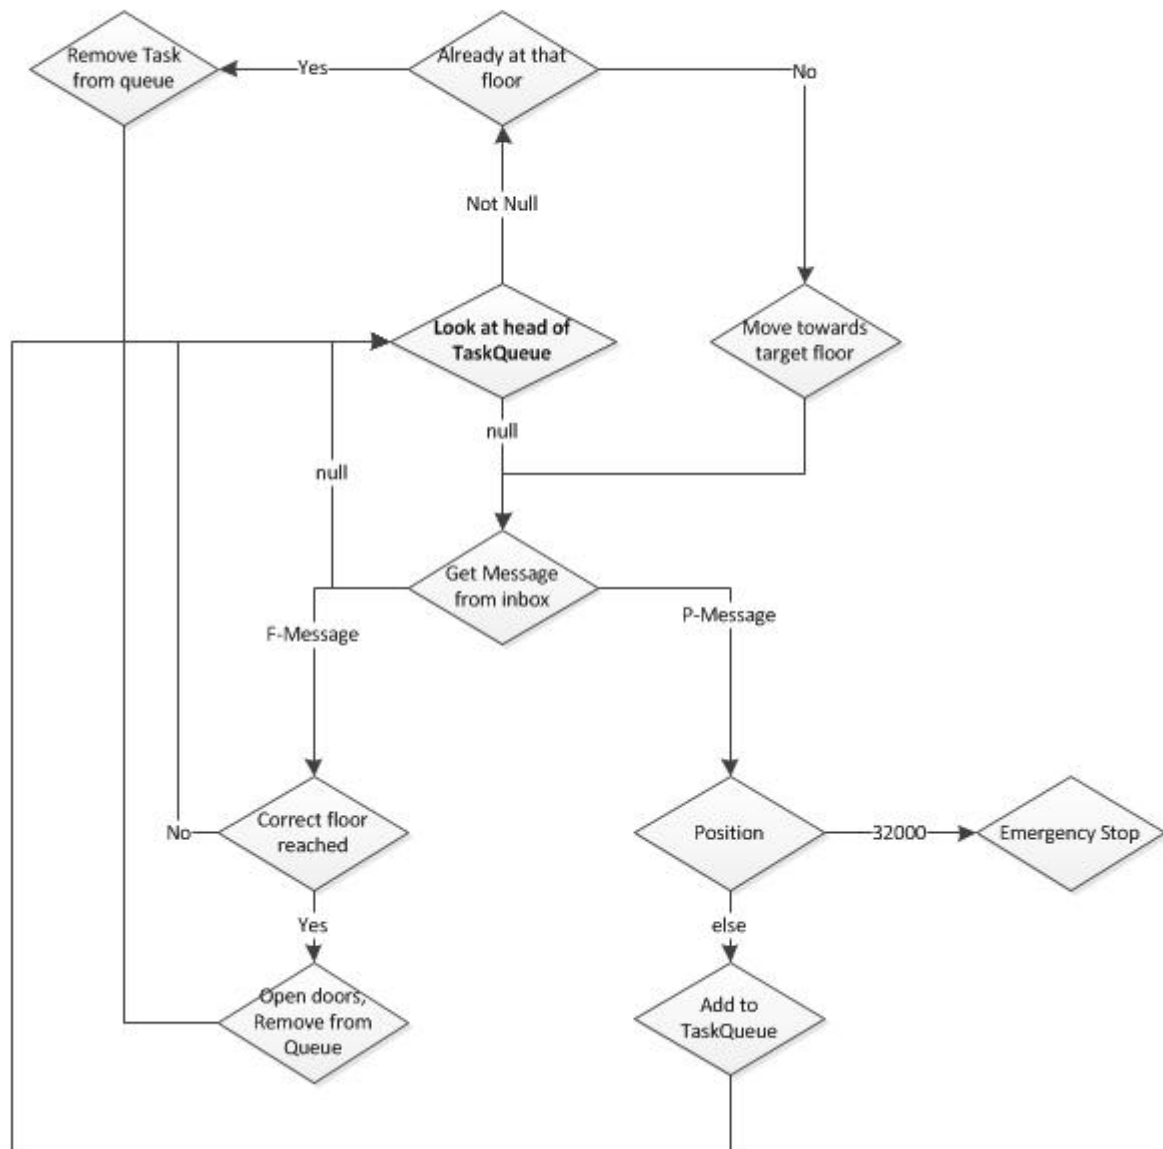 Remove Task
from queue
Yes
Already at that
floor
No
Not Null
Look at head of
TaskQueue
Move towards
target floor
null
null
Get Message
from inbox
F-Message
P-Message
No
Correct floor
reached
Position
32000
Emergency Stop
Yes
else
Open doors,
Remove from
Queue
Add to
TaskQueue